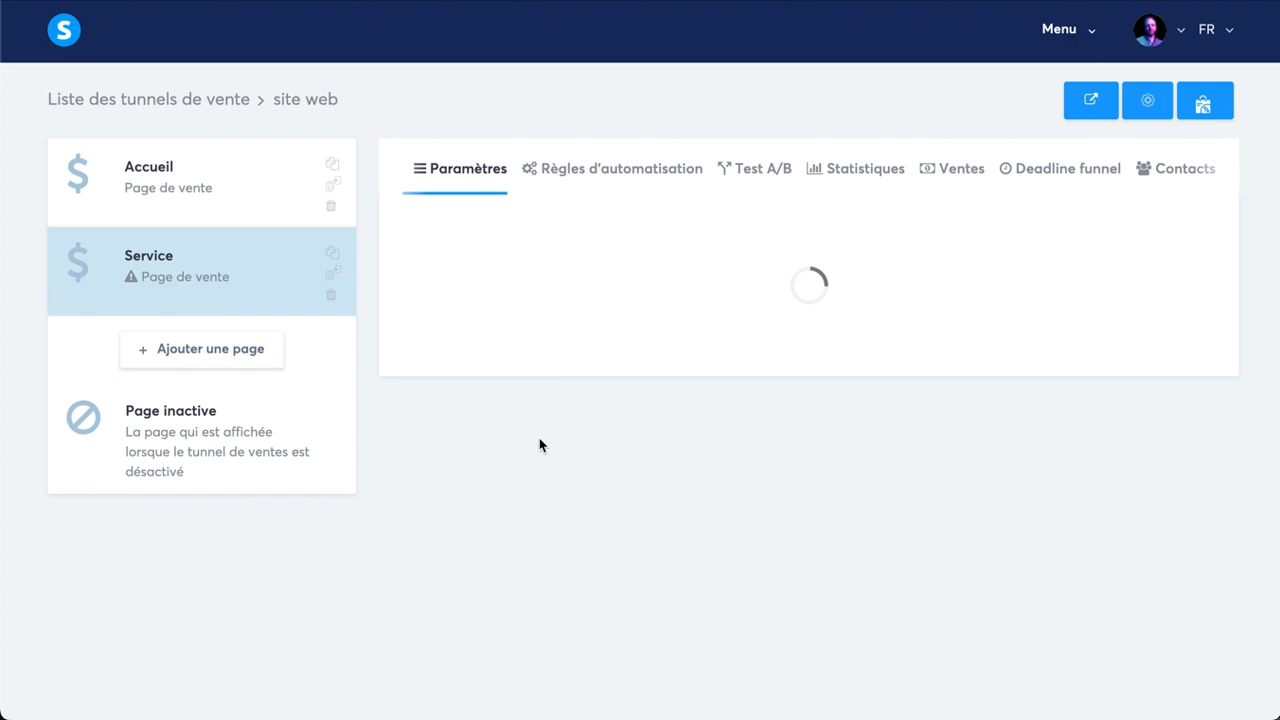 S
Menu
FR
Liste des tunnels de vente > site web
Accueil
Page de vente
Service
Page de vente
+ Ajouter une page
Page inactive
La page qui est affichée
lorsque le tunnel de ventes est
désactivé
Paramètres
Règles d'automatisation
Test A/B
Statistiques
Ventes
Deadline funnel
Contacts